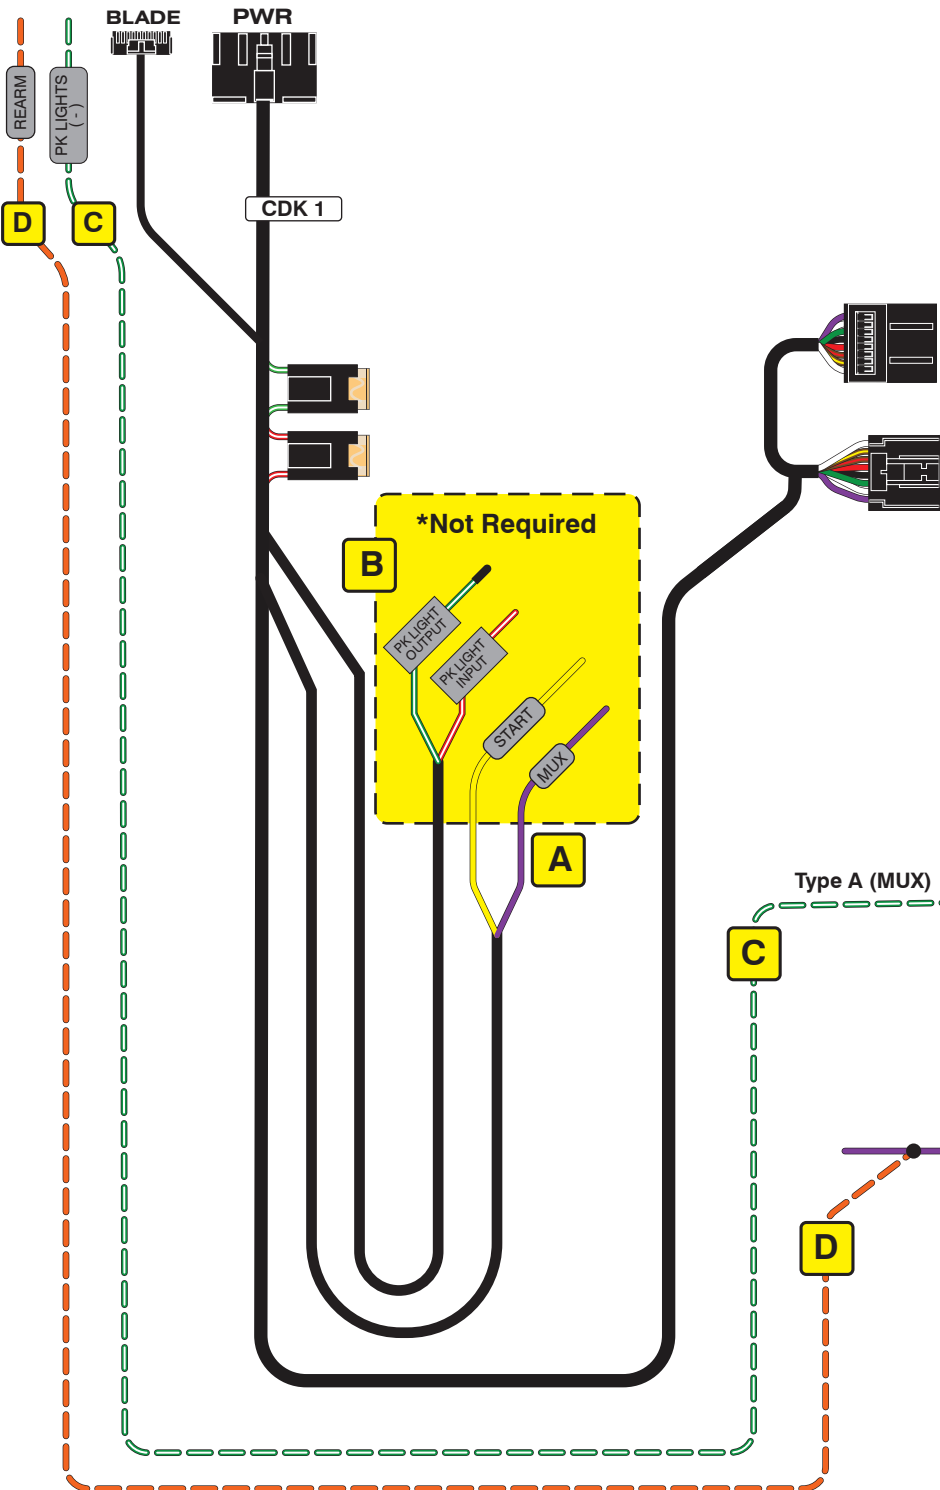 BLADE
PWR
REARM
PK LIGHTS
( - )
D
C
CDK 1
*Not Required
B
PK LIGHT
OUTPUT
PK LIGHT
INPUT
START
MUX
A
Type A (MUX)
C
D